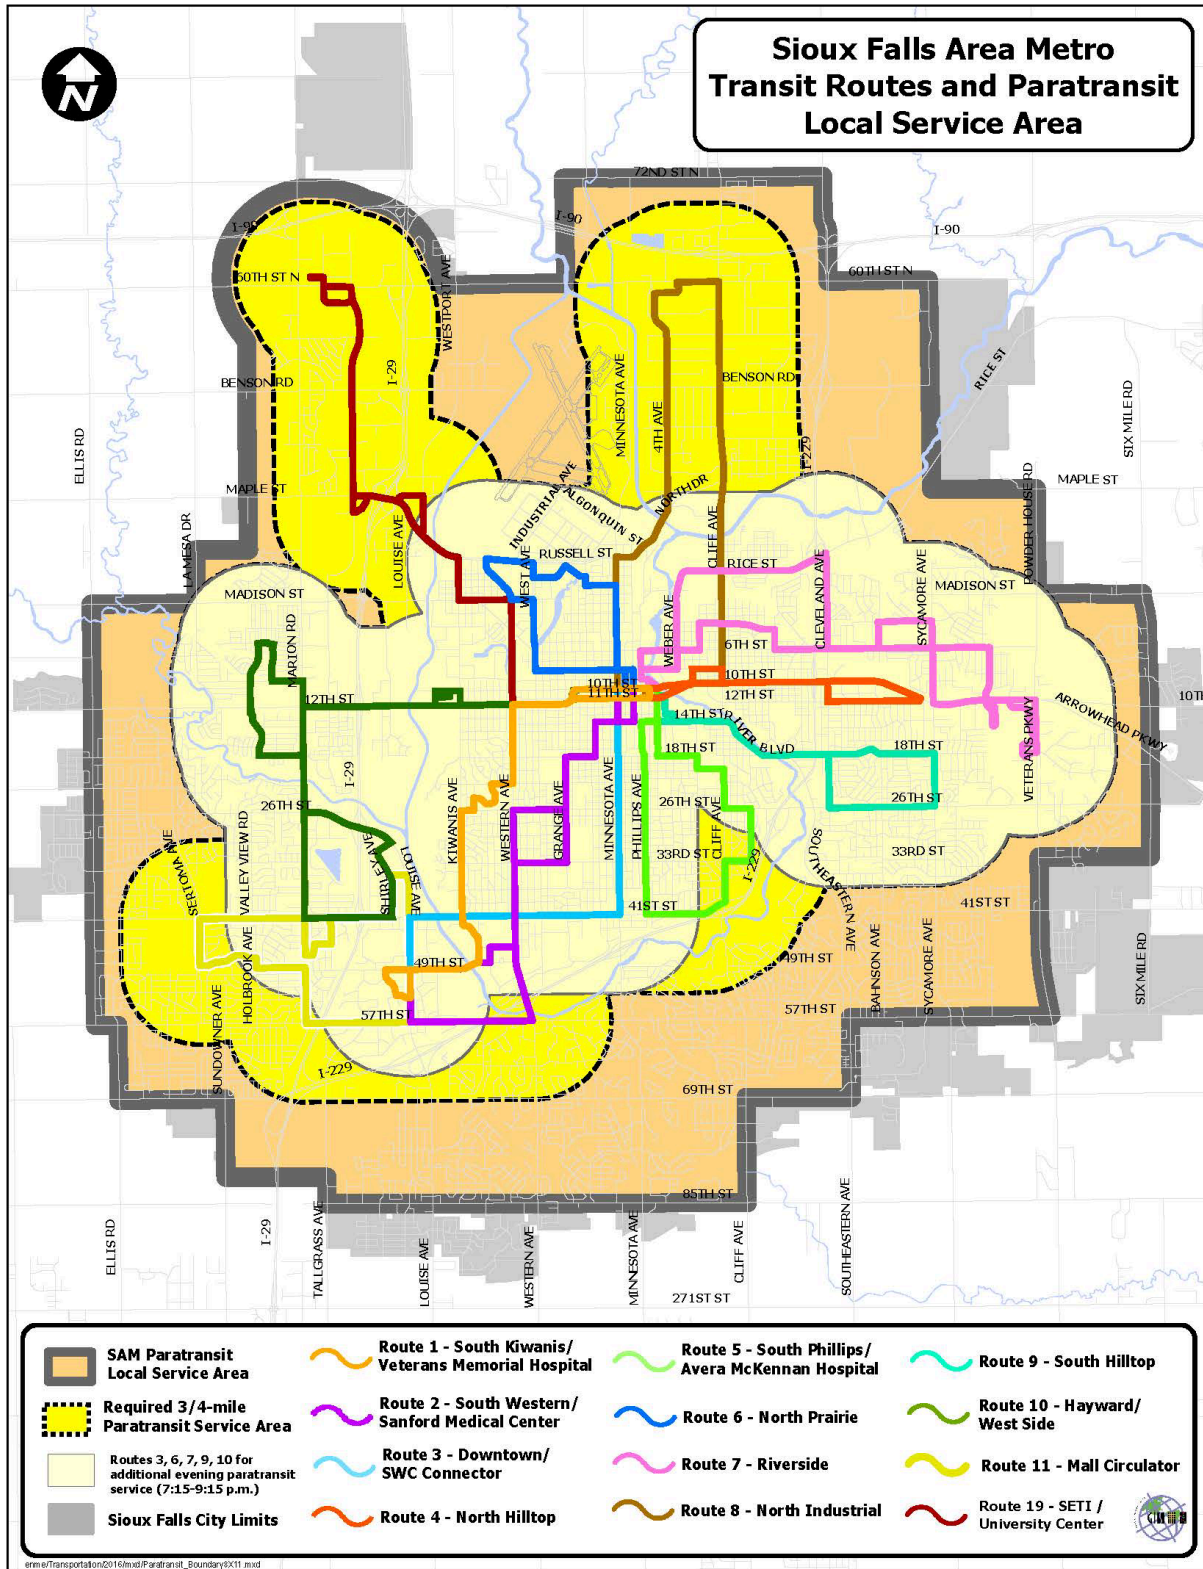 Sioux Falls Area Metro
Transit Routes and Paratransit
Local Service Area
N
72ND ST N
I-90
I-90
I-90
60TH ST N
60TH ST N
WESTPORT AVE
I-29
BENSON RD
BENSON RD
MINNESOTA AVE
4TH AVE
RICE ST
SIX MILE RD
ELLIS RD
I-229
MAPLE ST
MAPLE ST
POWDER HOUSE RD
NORTH DR
INDUSTRIAL AVE
ALGONQUIN ST
LAMESA DR
LOUISE AVE
RUSSELL ST
CLIFF AVE
RICE ST
WEST AVE
CLEVELAND AVE
SYCAMORE AVE
MADISON ST
MADISON ST
MARION RD
WEBER AVE
6TH ST
10TH ST
10TH ST
11TH ST
12TH ST
12TH ST
14TH ST
RIVER BLVD
ARROWHEAD PKWY
VETERANS PKWY
18TH ST
18TH ST
I-29
26TH ST
26TH ST
26TH ST
KIWANIS AVE
WESTERN AVE
GRANGE AVE
MINNESOTA AVE
PHILLIPS AVE
CLIFF AVE
SERTOMA AVE
VALLEY VIEW RD
SHIRLEY AVE
LOUISE AVE
33RD ST
33RD ST
I-229
SOUTHEASTERN AVE
41ST ST
41ST ST
HOLBROOK AVE
49TH ST
49TH ST
BAHNSON AVE
SYCAMORE AVE
SIX MILE RD
57TH ST
57TH ST
SUNDOWNER AVE
I-229
69TH ST
85TH ST
ELLIS RD
I-29
TALLGRASS AVE
LOUISE AVE
WESTERN AVE
MINNESOTA AVE
CLIFF AVE
SOUTHEASTERN AVE
271ST ST
SAM Paratransit
Local Service Area
Required 3/4-mile
Paratransit Service Area
Routes 3, 6, 7, 9, 10 for
additional evening paratransit
service (7:15-9:15 p.m.)
Sioux Falls City Limits
Route 1 - South Kiwanis/
Veterans Memorial Hospital
Route 2 - South Western/
Sanford Medical Center
Route 3 - Downtown/
SWC Connector
Route 4 - North Hilltop
Route 5 - South Phillips/
Avera McKennan Hospital
Route 6 - North Prairie
Route 7 - Riverside
Route 8 - North Industrial
Route 9 - South Hilltop
Route 10 - Hayward/
West Side
Route 11 - Mall Circulator
Route 19 - SETI /
University Center
enme/Transportation/2016/mxd/Paratransit_Boundary8X11.mxd